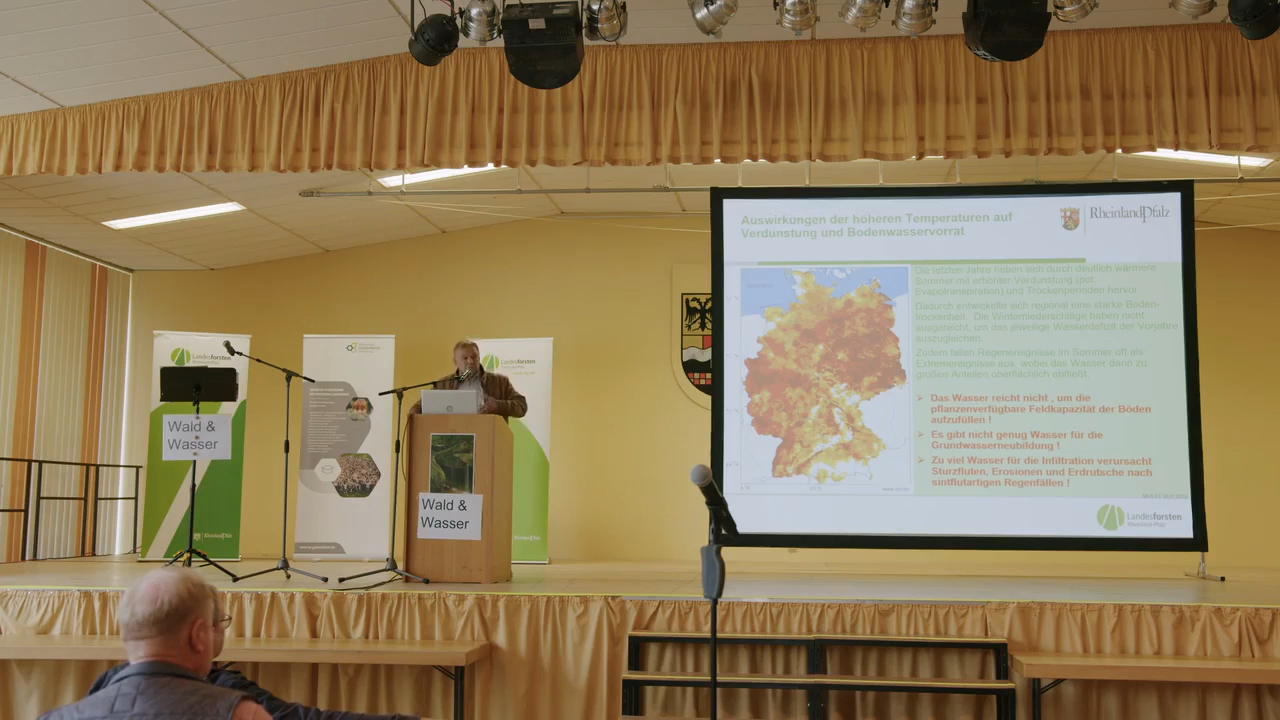 Auswirkungen der höheren Temperaturen auf
Verdunstung und Bodenwasservorrat
RheinlandPfalz
Die letzten Jahre heben sich durch deutlich wärmere
Sommer mit erhöhter Verdunstung (pot.
Evapotranspiration) und Trockenperioden hervor.
Dadurch entwickelte sich regional eine starke Boden-
trockenheit. Die Winterniederschläge haben nicht
ausgereicht, um das jeweilige Wasserdefizit der Vorjahre
auszugleichen.
Zudem fallen Regenereignisse im Sommer oft als
Extremereignisse aus, wobei das Wasser dann zu
großen Anteilen oberflächlich abfließt.
➢ Das Wasser reicht nicht , um die
pflanzenverfügbare Feldkapazität der Böden
aufzufüllen !
➢ Es gibt nicht genug Wasser für die
Grundwasserneubildung !
➢ Zu viel Wasser für die Infiltration verursacht
Sturzfluten, Erosionen und Erdrutsche nach
sintflutartigen Regenfällen !
Landesforsten
Rheinland-Pfalz
Landesforsten
Rheinland-Pfalz
Wald &
Wasser
RheinlandPfalz
Landesforsten
Wald &
Wasser
RheinlandPfalz